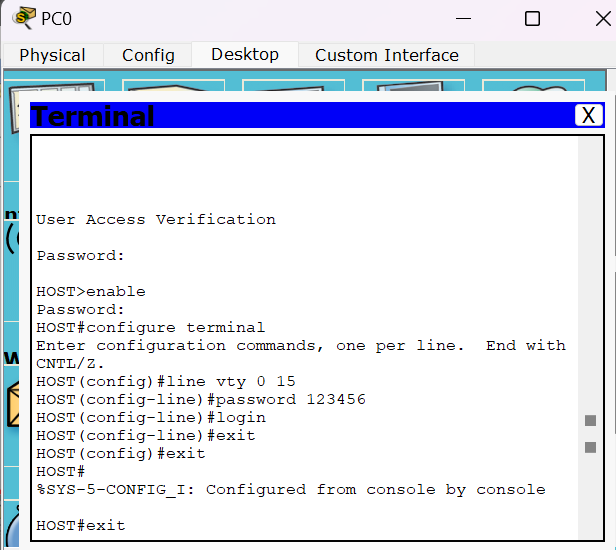 PC0
Physical Config Desktop Custom Interface
Terminal X
User Access Verification
Password:
HOST>enable
Password:
HOST#configure terminal
Enter configuration commands, one per line.  End with
CNTL/Z.
HOST(config)#line vty 0 15
HOST(config-line)#password 123456
HOST(config-line)#login
HOST(config-line)#exit
HOST(config)#exit
HOST#
%SYS-5-CONFIG_I: Configured from console by console
HOST#exit